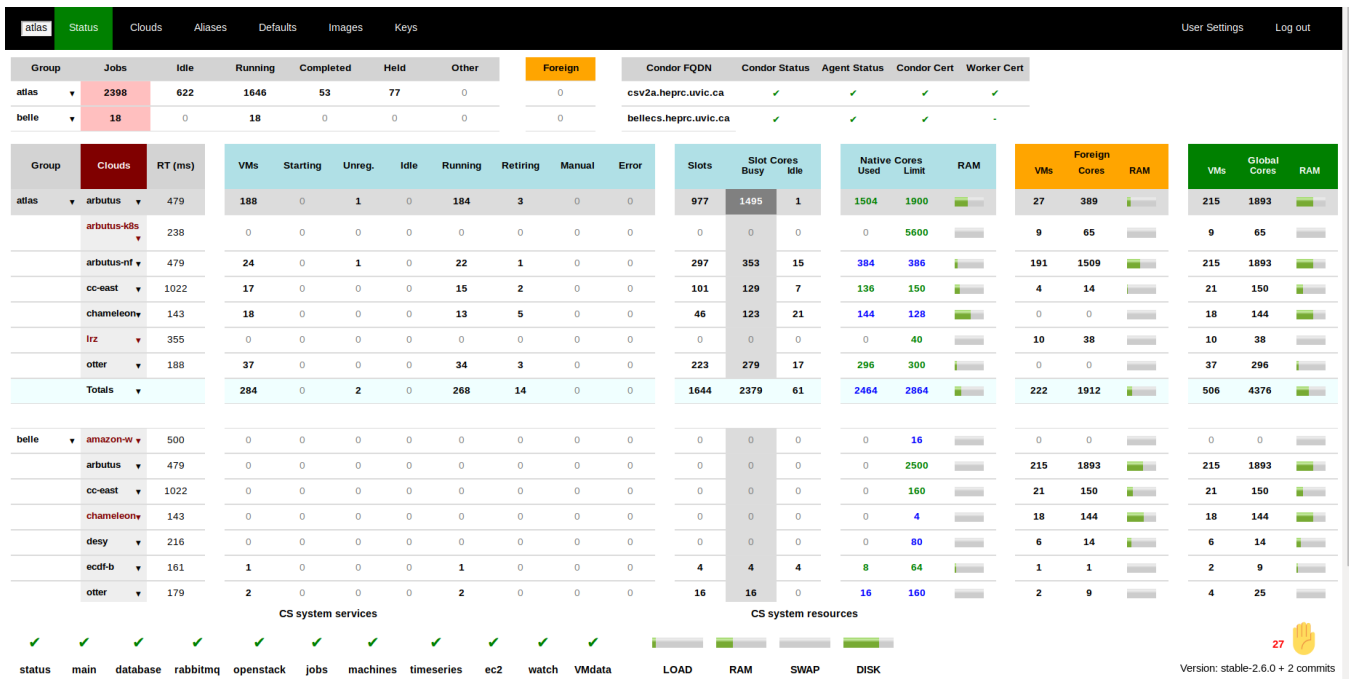 atlas Status Clouds Aliases Defaults Images Keys User Settings Log out
Group Jobs Idle Running Completed Held Other Foreign Condor FQDN Condor Status Agent Status Condor Cert Worker Cert
atlas ▼ 2398 622 1646 53 77 0 0 csv2a.heprc.uvic.ca ✔ ✔ ✔ ✔
belle ▼ 18 0 18 0 0 0 0 bellecs.heprc.uvic.ca ✔ ✔ ✔ -
Group Clouds RT (ms) VMs Starting Unreg. Idle Running Retiring Manual Error Slots Slot Cores Busy Idle Native Cores Used Limit RAM Foreign VMs Cores RAM Global VMs Cores RAM
atlas ▼ arbutus ▼ 479 188 0 1 0 184 3 0 0 977 1495 1 1504 1900 27 389 215 1893
arbutus-k8s ▼ 238 0 0 0 0 0 0 0 0 0 0 0 0 5600 9 65 9 65
arbutus-nf ▼ 479 24 0 1 0 22 1 0 0 297 353 15 384 386 191 1509 215 1893
cc-east ▼ 1022 17 0 0 0 15 2 0 0 101 129 7 136 150 4 14 21 150
chameleon ▼ 143 18 0 0 0 13 5 0 0 46 123 21 144 128 0 0 18 144
lrz ▼ 355 0 0 0 0 0 0 0 0 0 0 0 0 40 10 38 10 38
otter ▼ 188 37 0 0 0 34 3 0 0 223 279 17 296 300 0 0 37 296
Totals ▼ 284 0 2 0 268 14 0 0 1644 2379 61 2464 2864 222 1912 506 4376
belle ▼ amazon-w ▼ 500 0 0 0 0 0 0 0 0 0 0 0 0 16 0 0 0 0
arbutus ▼ 479 0 0 0 0 0 0 0 0 0 0 0 0 2500 215 1893 215 1893
cc-east ▼ 1022 0 0 0 0 0 0 0 0 0 0 0 0 160 21 150 21 150
chameleon ▼ 143 0 0 0 0 0 0 0 0 0 0 0 0 4 18 144 18 144
desy ▼ 216 0 0 0 0 0 0 0 0 0 0 0 0 80 6 14 6 14
ecdf-b ▼ 161 1 0 0 0 1 0 0 0 4 4 4 8 64 1 1 2 9
otter ▼ 179 2 0 0 0 2 0 0 0 16 16 0 16 160 2 9 4 25
CS system services CS system resources
✔ ✔ ✔ ✔ ✔ ✔ ✔ ✔ ✔ ✔ ✔ 27
status main database rabbitmq openstack jobs machines timeseries ec2 watch VMdata LOAD RAM SWAP DISK Version: stable-2.6.0 + 2 commits